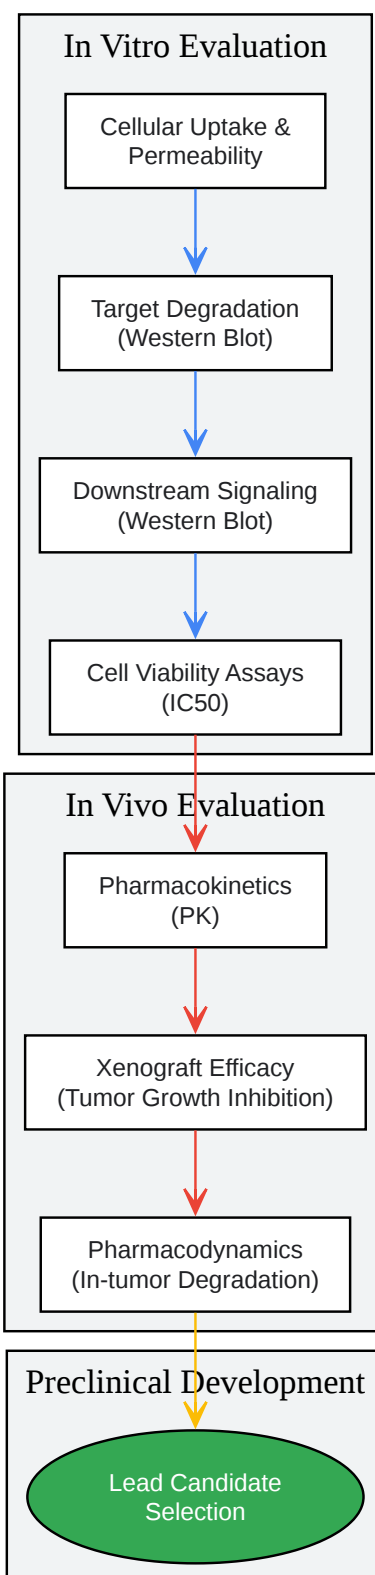 In Vitro Evaluation
Cellular Uptake &
Permeability
Target Degradation
(Western Blot)
Downstream Signaling
(Western Blot)
Cell Viability Assays
(IC50)
In Vivo Evaluation
Pharmacokinetics
(PK)
Xenograft Efficacy
(Tumor Growth Inhibition)
Pharmacodynamics
(In-tumor Degradation)
Preclinical Development
Lead Candidate
Selection